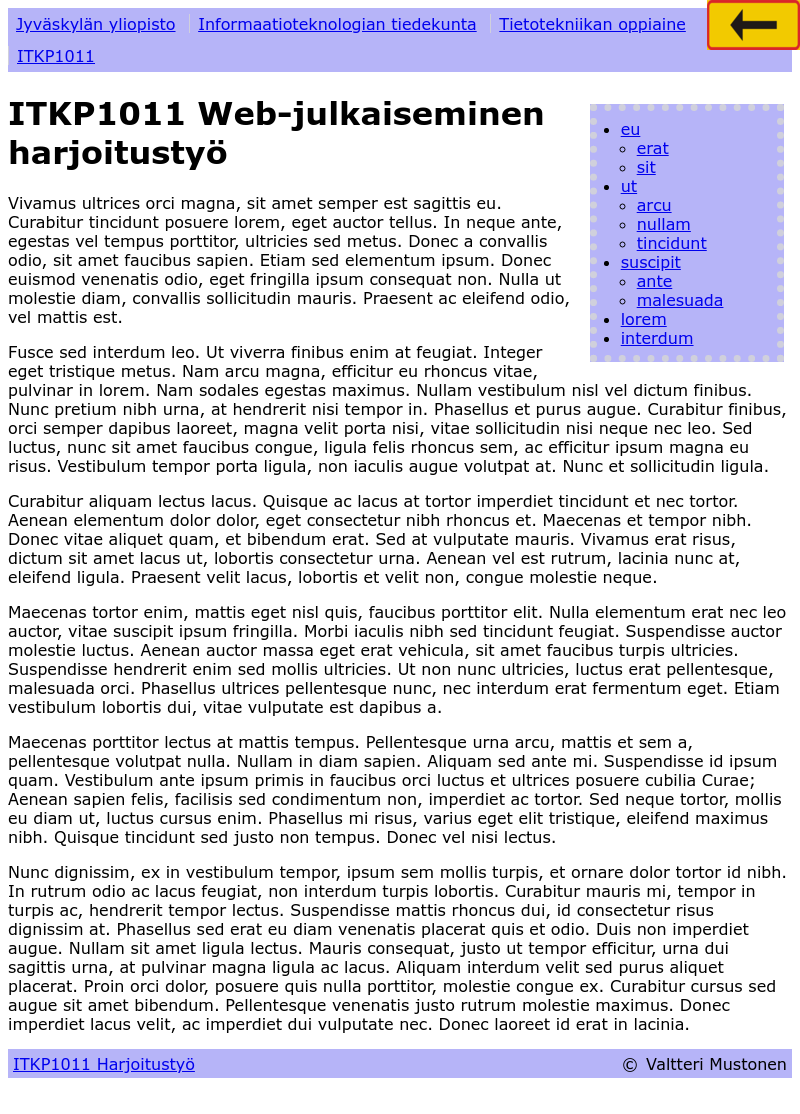 Jyväskylän yliopisto
Informaatioteknologian tiedekunta
Tietotekniikan oppiaine
ITKP1011
ITKP1011 Web-julkaiseminen
harjoitustyö
eu
erat
sit
ut
arcu
nullam
tincidunt
suscipit
ante
malesuada
lorem
interdum
Vivamus ultrices orci magna, sit amet semper est sagittis eu.
Curabitur tincidunt posuere lorem, eget auctor tellus. In neque ante,
egestas vel tempus porttitor, ultricies sed metus. Donec a convallis
odio, sit amet faucibus sapien. Etiam sed elementum ipsum. Donec
euismod venenatis odio, eget fringilla ipsum consequat non. Nulla ut
molestie diam, convallis sollicitudin mauris. Praesent ac eleifend odio,
vel mattis est.
Fusce sed interdum leo. Ut viverra finibus enim at feugiat. Integer
eget tristique metus. Nam arcu magna, efficitur eu rhoncus vitae,
pulvinar in lorem. Nam sodales egestas maximus. Nullam vestibulum nisl vel dictum finibus.
Nunc pretium nibh urna, at hendrerit nisi tempor in. Phasellus et purus augue. Curabitur finibus,
orci semper dapibus laoreet, magna velit porta nisi, vitae sollicitudin nisi neque nec leo. Sed
luctus, nunc sit amet faucibus congue, ligula felis rhoncus sem, ac efficitur ipsum magna eu
risus. Vestibulum tempor porta ligula, non iaculis augue volutpat at. Nunc et sollicitudin ligula.
Curabitur aliquam lectus lacus. Quisque ac lacus at tortor imperdiet tincidunt et nec tortor.
Aenean elementum dolor dolor, eget consectetur nibh rhoncus et. Maecenas et tempor nibh.
Donec vitae aliquet quam, et bibendum erat. Sed at vulputate mauris. Vivamus erat risus,
dictum sit amet lacus ut, lobortis consectetur urna. Aenean vel est rutrum, lacinia nunc at,
eleifend ligula. Praesent velit lacus, lobortis et velit non, congue molestie neque.
Maecenas tortor enim, mattis eget nisl quis, faucibus porttitor elit. Nulla elementum erat nec leo
auctor, vitae suscipit ipsum fringilla. Morbi iaculis nibh sed tincidunt feugiat. Suspendisse auctor
molestie luctus. Aenean auctor massa eget erat vehicula, sit amet faucibus turpis ultricies.
Suspendisse hendrerit enim sed mollis ultricies. Ut non nunc ultricies, luctus erat pellentesque,
malesuada orci. Phasellus ultrices pellentesque nunc, nec interdum erat fermentum eget. Etiam
vestibulum lobortis dui, vitae vulputate est dapibus a.
Maecenas porttitor lectus at mattis tempus. Pellentesque urna arcu, mattis et sem a,
pellentesque volutpat nulla. Nullam in diam sapien. Aliquam sed ante mi. Suspendisse id ipsum
quam. Vestibulum ante ipsum primis in faucibus orci luctus et ultrices posuere cubilia Curae;
Aenean sapien felis, facilisis sed condimentum non, imperdiet ac tortor. Sed neque tortor, mollis
eu diam ut, luctus cursus enim. Phasellus mi risus, varius eget elit tristique, eleifend maximus
nibh. Quisque tincidunt sed justo non tempus. Donec vel nisi lectus.
Nunc dignissim, ex in vestibulum tempor, ipsum sem mollis turpis, et ornare dolor tortor id nibh.
In rutrum odio ac lacus feugiat, non interdum turpis lobortis. Curabitur mauris mi, tempor in
turpis ac, hendrerit tempor lectus. Suspendisse mattis rhoncus dui, id consectetur risus
dignissim at. Phasellus sed erat eu diam venenatis placerat quis et odio. Duis non imperdiet
augue. Nullam sit amet ligula lectus. Mauris consequat, justo ut tempor efficitur, urna dui
sagittis urna, at pulvinar magna ligula ac lacus. Aliquam interdum velit sed purus aliquet
placerat. Proin orci dolor, posuere quis nulla porttitor, molestie congue ex. Curabitur cursus sed
augue sit amet bibendum. Pellentesque venenatis justo rutrum molestie maximus. Donec
imperdiet lacus velit, ac imperdiet dui vulputate nec. Donec laoreet id erat in lacinia.
ITKP1011 Harjoitustyö
© Valtteri Mustonen